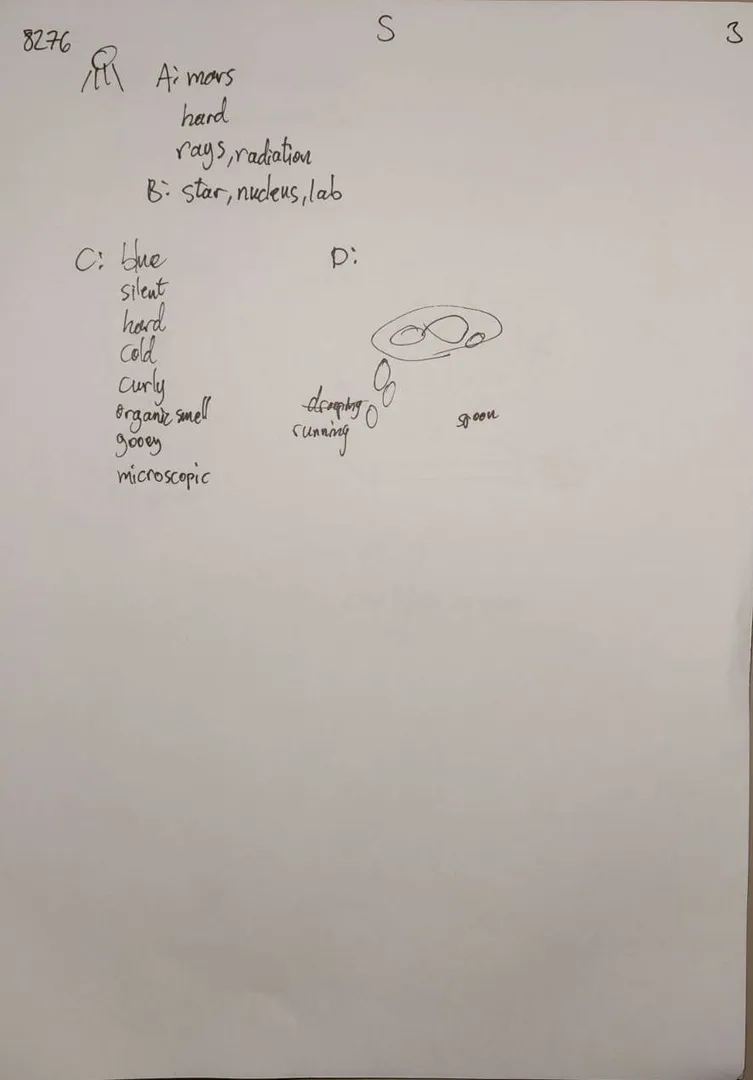 8276 S 3
A: mars
hard
rays, radiation
B: star, nucleus, lab
C: blue
silent
hard
cold
curly
organic smell
gooey
microscopic
D:
drooping
running
spoon